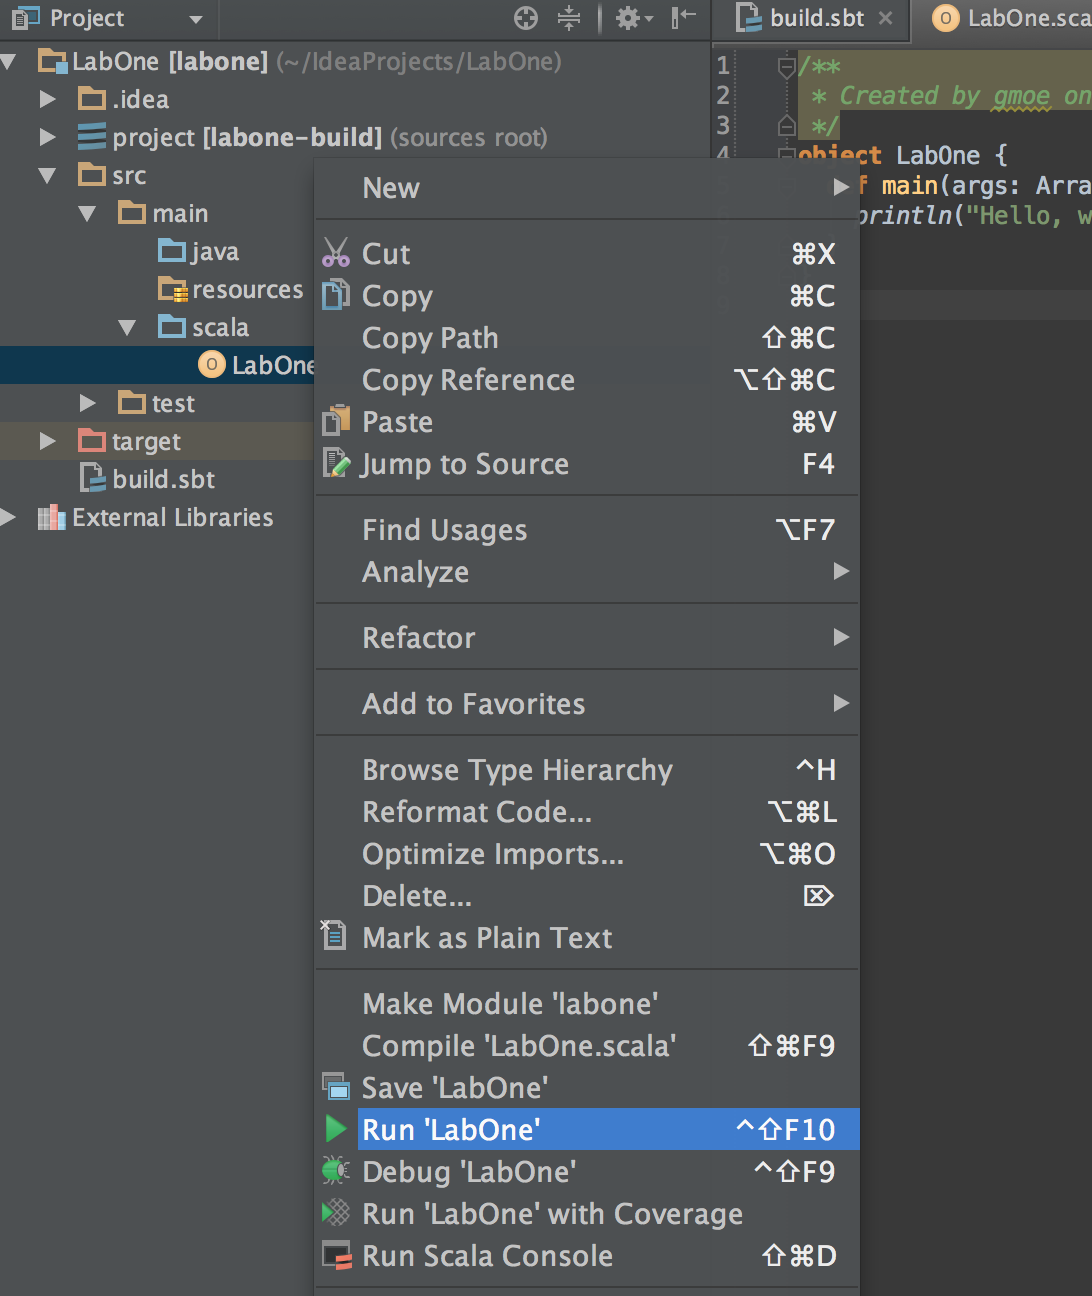 Project
build.sbt
LabOne.sca
LabOne [labone] (~/IdeaProjects/LabOne)
.idea
project [labone-build] (sources root)
src
main
java
resources
scala
LabOne
test
target
build.sbt
External Libraries
1 /**
2 * Created by gmoe on
3 */
4 object LabOne {
f main(args: Arra
println("Hello, w
New
Cut ⌘X
Copy ⌘C
Copy Path ⇧⌘C
Copy Reference ⌥⇧⌘C
Paste ⌘V
Jump to Source F4
Find Usages ⌥F7
Analyze
Refactor
Add to Favorites
Browse Type Hierarchy ^H
Reformat Code... ⌥⌘L
Optimize Imports... ⌥⌘O
Delete... ⌦
Mark as Plain Text
Make Module 'labone'
Compile 'LabOne.scala' ⇧⌘F9
Save 'LabOne'
Run 'LabOne' ^⇧F10
Debug 'LabOne' ^⇧F9
Run 'LabOne' with Coverage
Run Scala Console ⇧⌘D